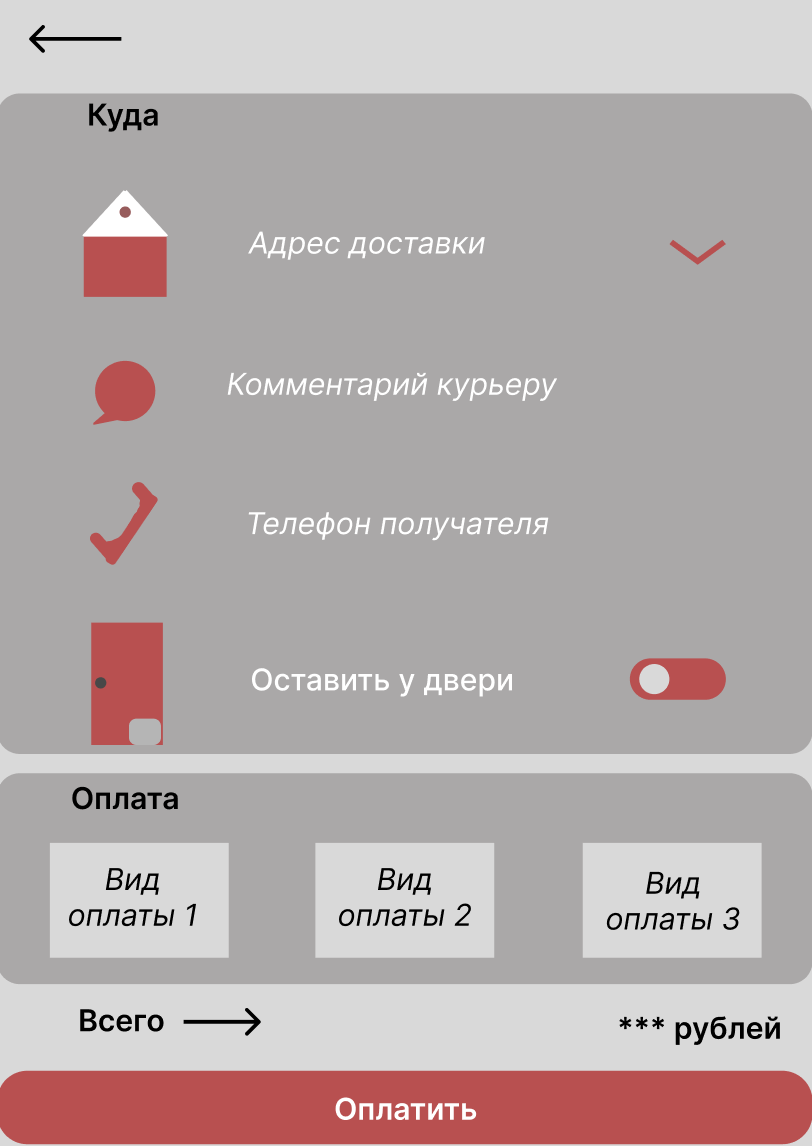 Куда
Адрес доставки
Комментарий курьеру
Телефон получателя
Оставить у двери
Оплата
Вид
оплаты 1
Вид
оплаты 2
Вид
оплаты 3
Всего
*** рублей
Оплатить